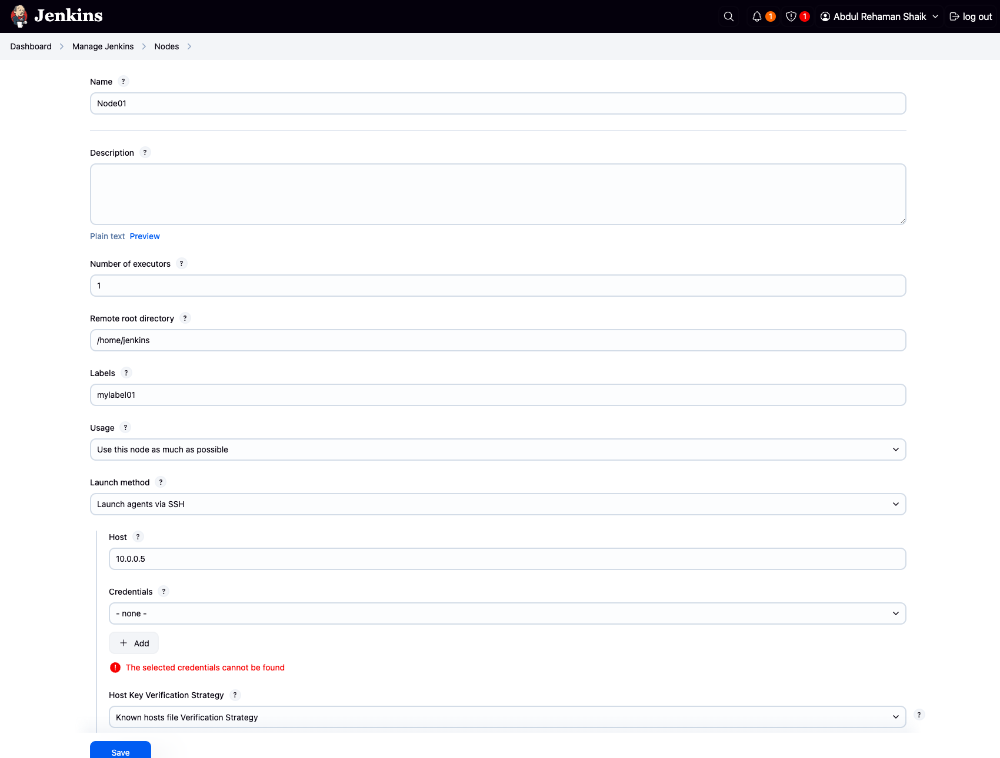 Jenkins
1
1
Abdul Rehaman Shaik
log out
Dashboard
Manage Jenkins
Nodes
Name ?
Node01
Description ?
Plain text Preview
Number of executors ?
1
Remote root directory ?
/home/jenkins
Labels ?
mylabel01
Usage ?
Use this node as much as possible
Launch method ?
Launch agents via SSH
Host ?
10.0.0.5
Credentials ?
- none -
+ Add
! The selected credentials cannot be found
Host Key Verification Strategy ?
Known hosts file Verification Strategy
?
Save